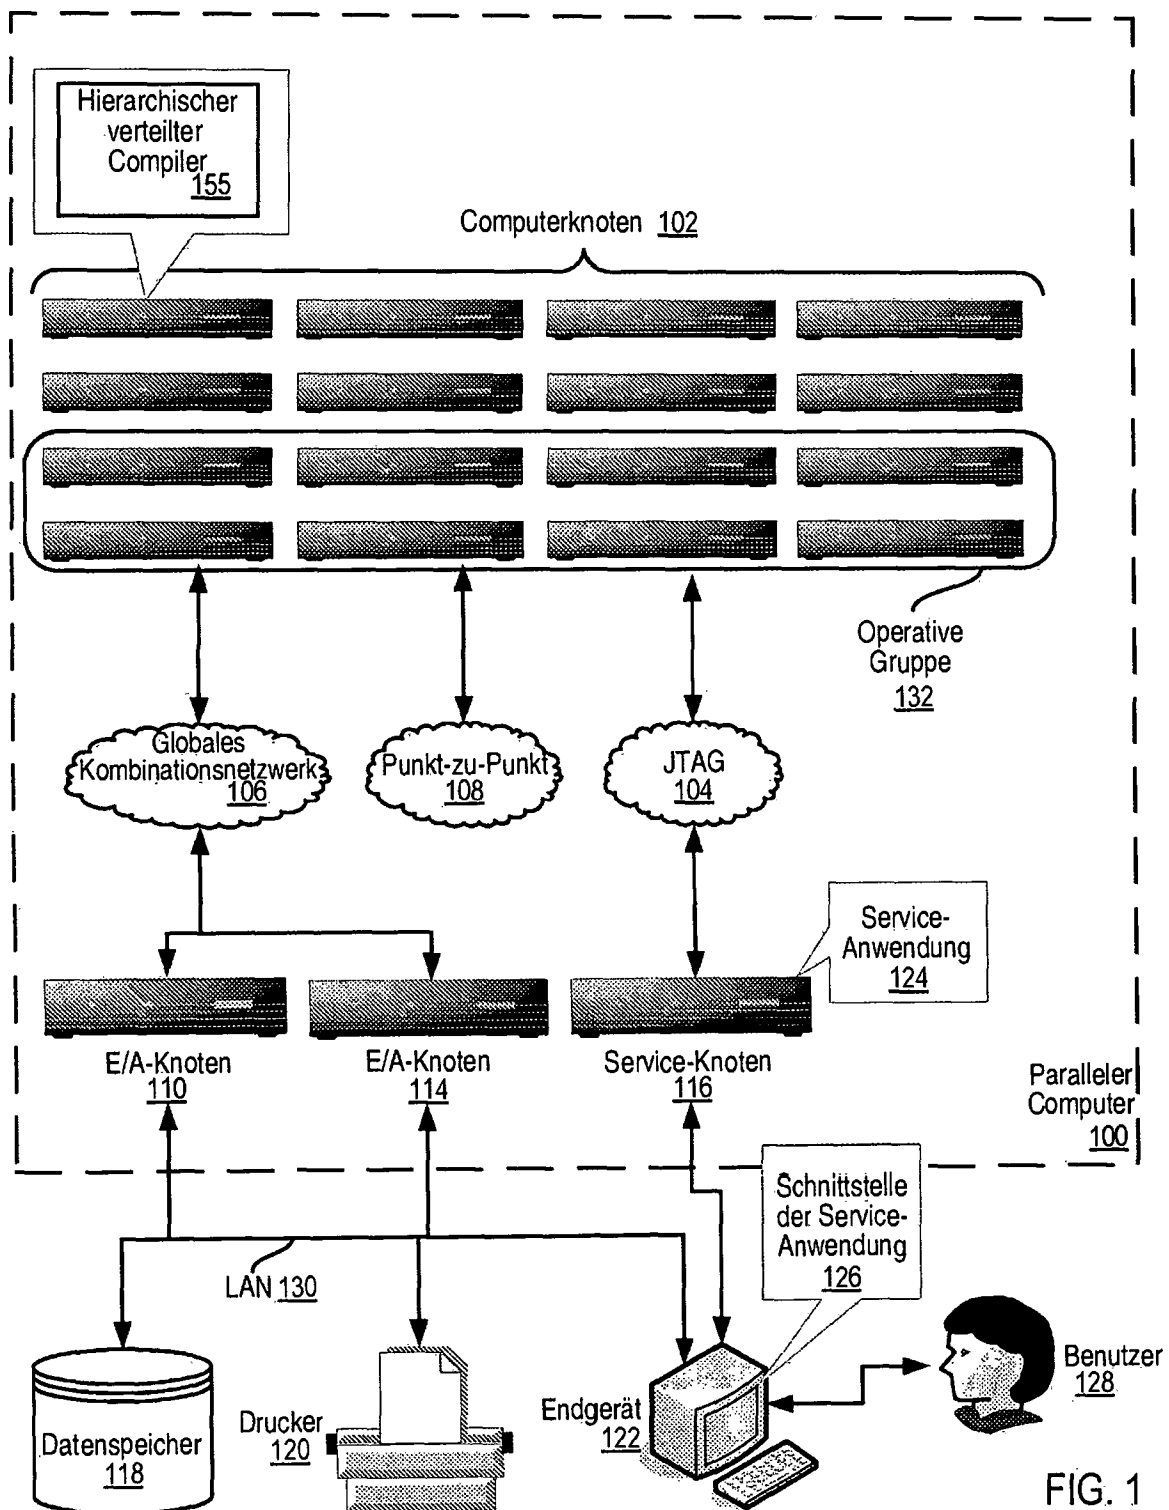 Hierarchischer
verteilter
Compiler
155
Computerknoten 102
Operative
Gruppe
132
Globales
Kombinationsnetzwerk
106
Punkt-zu-Punkt
108
JTAG
104
Service-
Anwendung
124
E/A-Knoten
110
E/A-Knoten
114
Service-Knoten
116
Paralleler
Computer
100
Schnittstelle
der Service-
Anwendung
126
LAN 130
Datenspeicher
118
Drucker
120
Endgerät
122
Benutzer
128
FIG. 1